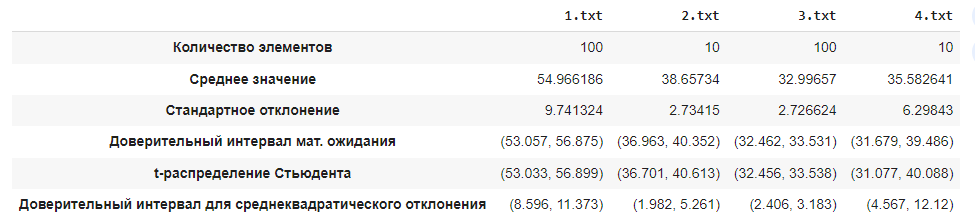 1.txt 2.txt 3.txt 4.txt
Количество элементов 100 10 100 10
Среднее значение 54.966186 38.65734 32.99657 35.582641
Стандартное отклонение 9.741324 2.73415 2.726624 6.29843
Доверительный интервал мат. ожидания (53.057, 56.875) (36.963, 40.352) (32.462, 33.531) (31.679, 39.486)
t-распределение Стьюдента (53.033, 56.899) (36.701, 40.613) (32.456, 33.538) (31.077, 40.088)
Доверительный интервал для среднеквадратического отклонения (8.596, 11.373) (1.982, 5.261) (2.406, 3.183) (4.567, 12.12)